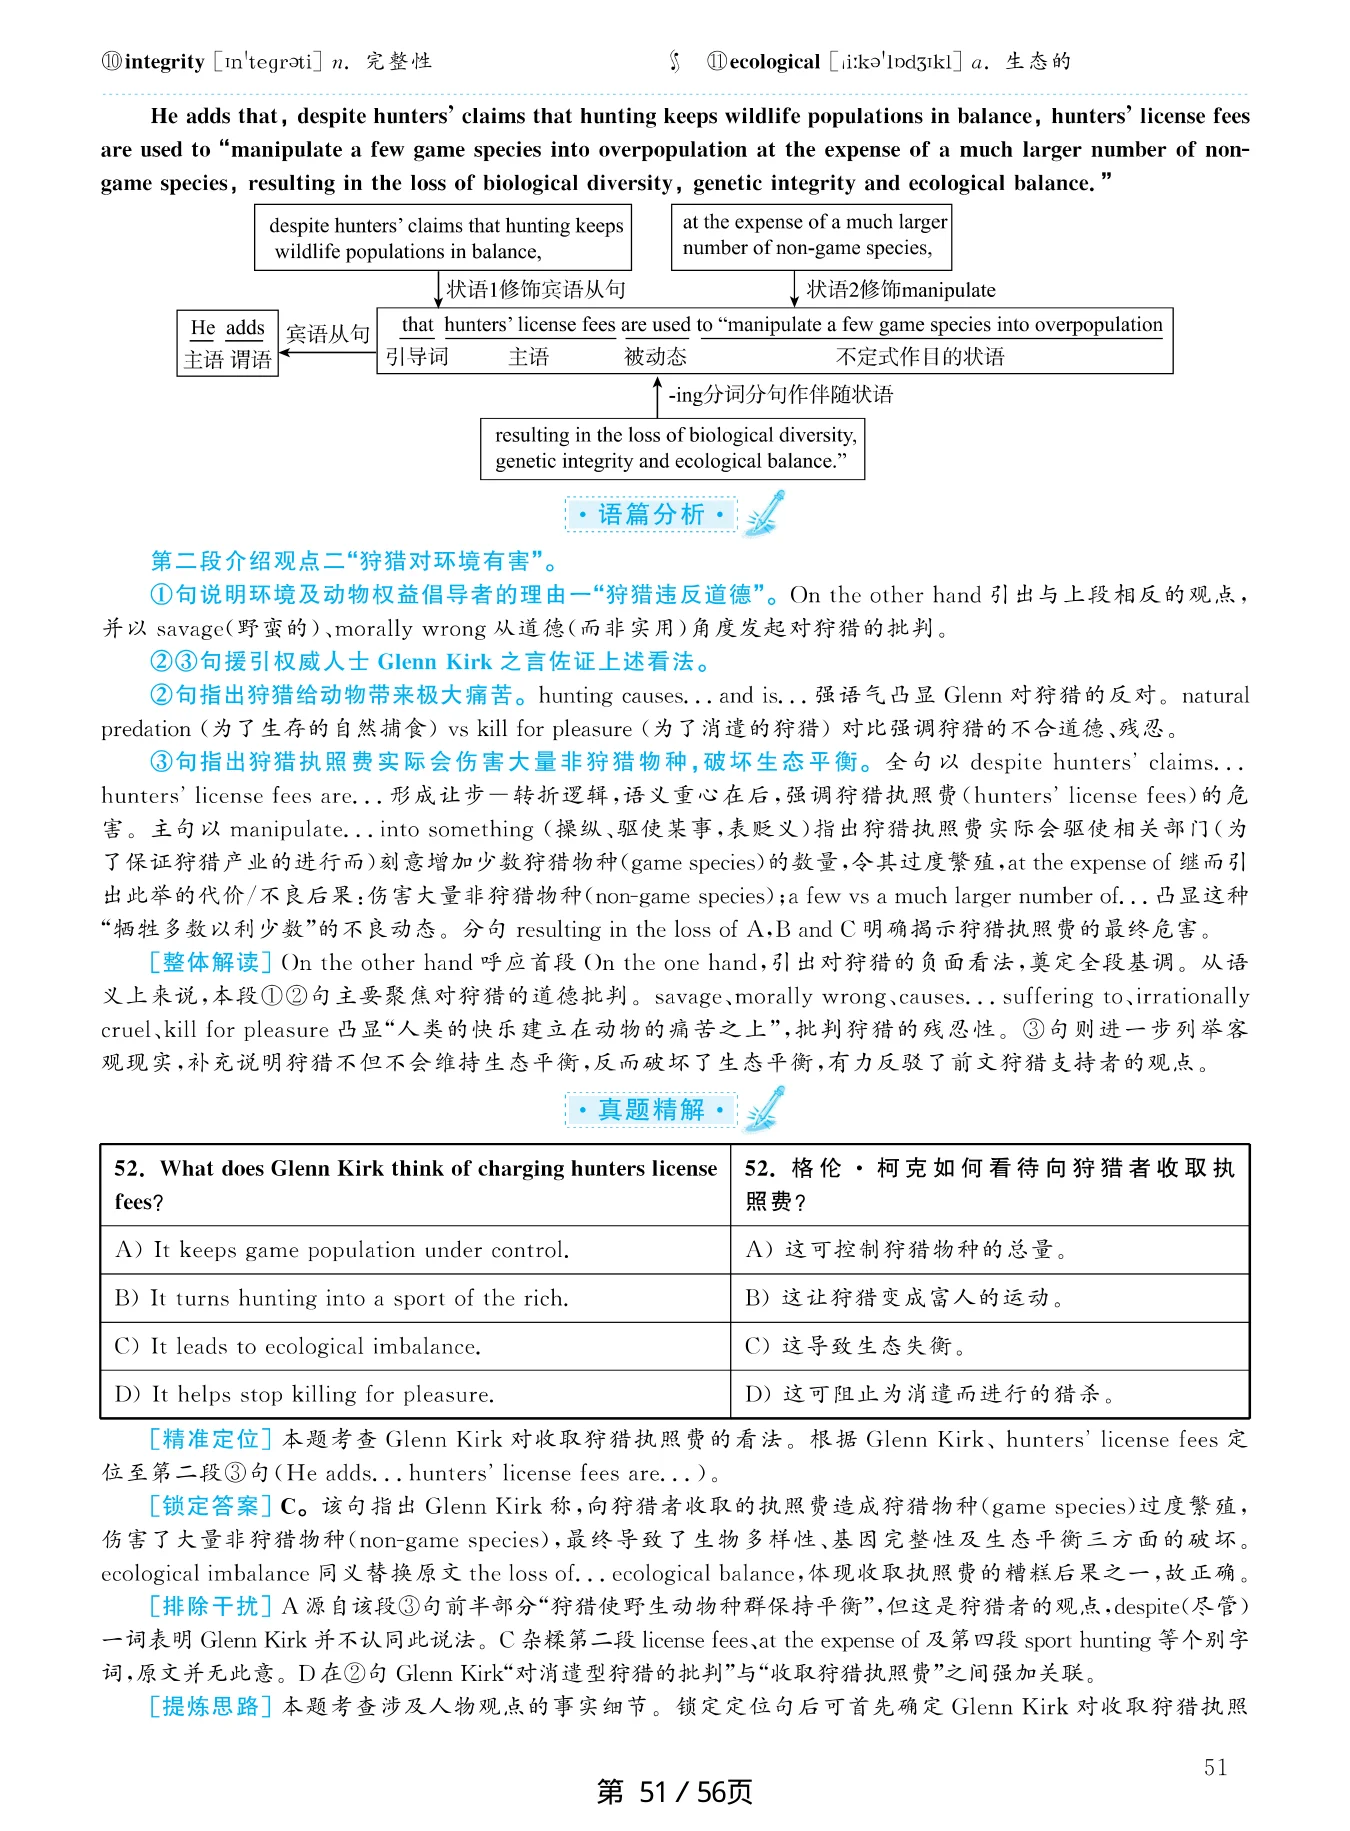 ⑩integrity [ɪnˈteɡrəti] n. 完整性
⑪ecological [ˌiːkəˈlɒdʒɪkl] a. 生态的
He adds that, despite hunters’ claims that hunting keeps wildlife populations in balance, hunters’ license fees
are used to “manipulate a few game species into overpopulation at the expense of a much larger number of non-
game species, resulting in the loss of biological diversity, genetic integrity and ecological balance.”
despite hunters’ claims that hunting keeps
wildlife populations in balance,
at the expense of a much larger
number of non-game species,
状语1修饰宾语从句
状语2修饰manipulate
He adds
主语 谓语
宾语从句
that hunters’ license fees are used to “manipulate a few game species into overpopulation
引导词 主语 被动态 不定式作目的状语
-ing分词分句作伴随状语
resulting in the loss of biological diversity,
genetic integrity and ecological balance.”
·语篇分析·
第二段介绍观点二“狩猎对环境有害”。
①句说明环境及动物权益倡导者的理由一“狩猎违反道德”。On the other hand 引出与上段相反的观点,
并以 savage(野蛮的)、morally wrong 从道德(而非实用)角度发起对狩猎的批判。
②③句援引权威人士 Glenn Kirk 之言佐证上述看法。
②句指出狩猎给动物带来极大痛苦。hunting causes... and is... 强语气凸显 Glenn 对狩猎的反对。natural
predation (为了生存的自然捕食) vs kill for pleasure (为了消遣的狩猎) 对比强调狩猎的不合道德、残忍。
③句指出狩猎执照费实际会伤害大量非狩猎物种,破坏生态平衡。全句以 despite hunters’ claims...
hunters’ license fees are... 形成让步—转折逻辑,语义重心在后,强调狩猎执照费(hunters’ license fees)的危
害。主句以 manipulate... into something (操纵、驱使某事,表贬义)指出狩猎执照费实际会驱使相关部门(为
了保证狩猎产业的进行而)刻意增加少数狩猎物种(game species)的数量,令其过度繁殖,at the expense of 继而引
出此举的代价/不良后果:伤害大量非狩猎物种(non-game species);a few vs a much larger number of... 凸显这种
“牺牲多数以利少数”的不良动态。分句 resulting in the loss of A,B and C 明确揭示狩猎执照费的最终危害。
[整体解读] On the other hand 呼应首段 On the one hand,引出对狩猎的负面看法,奠定全段基调。从语
义上来说,本段①②句主要聚焦对狩猎的道德批判。savage、morally wrong、causes... suffering to、irrationally
cruel、kill for pleasure 凸显“人类的快乐建立在动物的痛苦之上”,批判狩猎的残忍性。③句则进一步列举客
观现实,补充说明狩猎不但不会维持生态平衡,反而破坏了生态平衡,有力反驳了前文狩猎支持者的观点。
·真题精解·
52. What does Glenn Kirk think of charging hunters license
fees?
52. 格伦·柯克如何看待向狩猎者收取执
照费?
A) It keeps game population under control.
A) 这可控制狩猎物种的总量。
B) It turns hunting into a sport of the rich.
B) 这让狩猎变成富人的运动。
C) It leads to ecological imbalance.
C) 这导致生态失衡。
D) It helps stop killing for pleasure.
D) 这可阻止为消遣而进行的猎杀。
[精准定位] 本题考查 Glenn Kirk 对收取狩猎执照费的看法。根据 Glenn Kirk、hunters’ license fees 定
位至第二段③句(He adds... hunters’ license fees are...)。
[锁定答案] C。该句指出 Glenn Kirk 称,向狩猎者收取的执照费造成狩猎物种(game species)过度繁殖,
伤害了大量非狩猎物种(non-game species),最终导致了生物多样性、基因完整性及生态平衡三方面的破坏。
ecological imbalance 同义替换原文 the loss of... ecological balance,体现收取执照费的糟糕后果之一,故正确。
[排除干扰] A 源自该段③句前半部分“狩猎使野生动物种群保持平衡”,但这是狩猎者的观点,despite(尽管)
一词表明 Glenn Kirk 并不认同此说法。C 杂糅第二段 license fees、at the expense of 及第四段 sport hunting 等个别字
词,原文并无此意。D 在②句 Glenn Kirk“对消遣型狩猎的批判”与“收取狩猎执照费”之间强加关联。
[提炼思路] 本题考查涉及人物观点的事实细节。锁定定位句后可首先确定 Glenn Kirk 对收取狩猎执照
51
第 51 / 56页